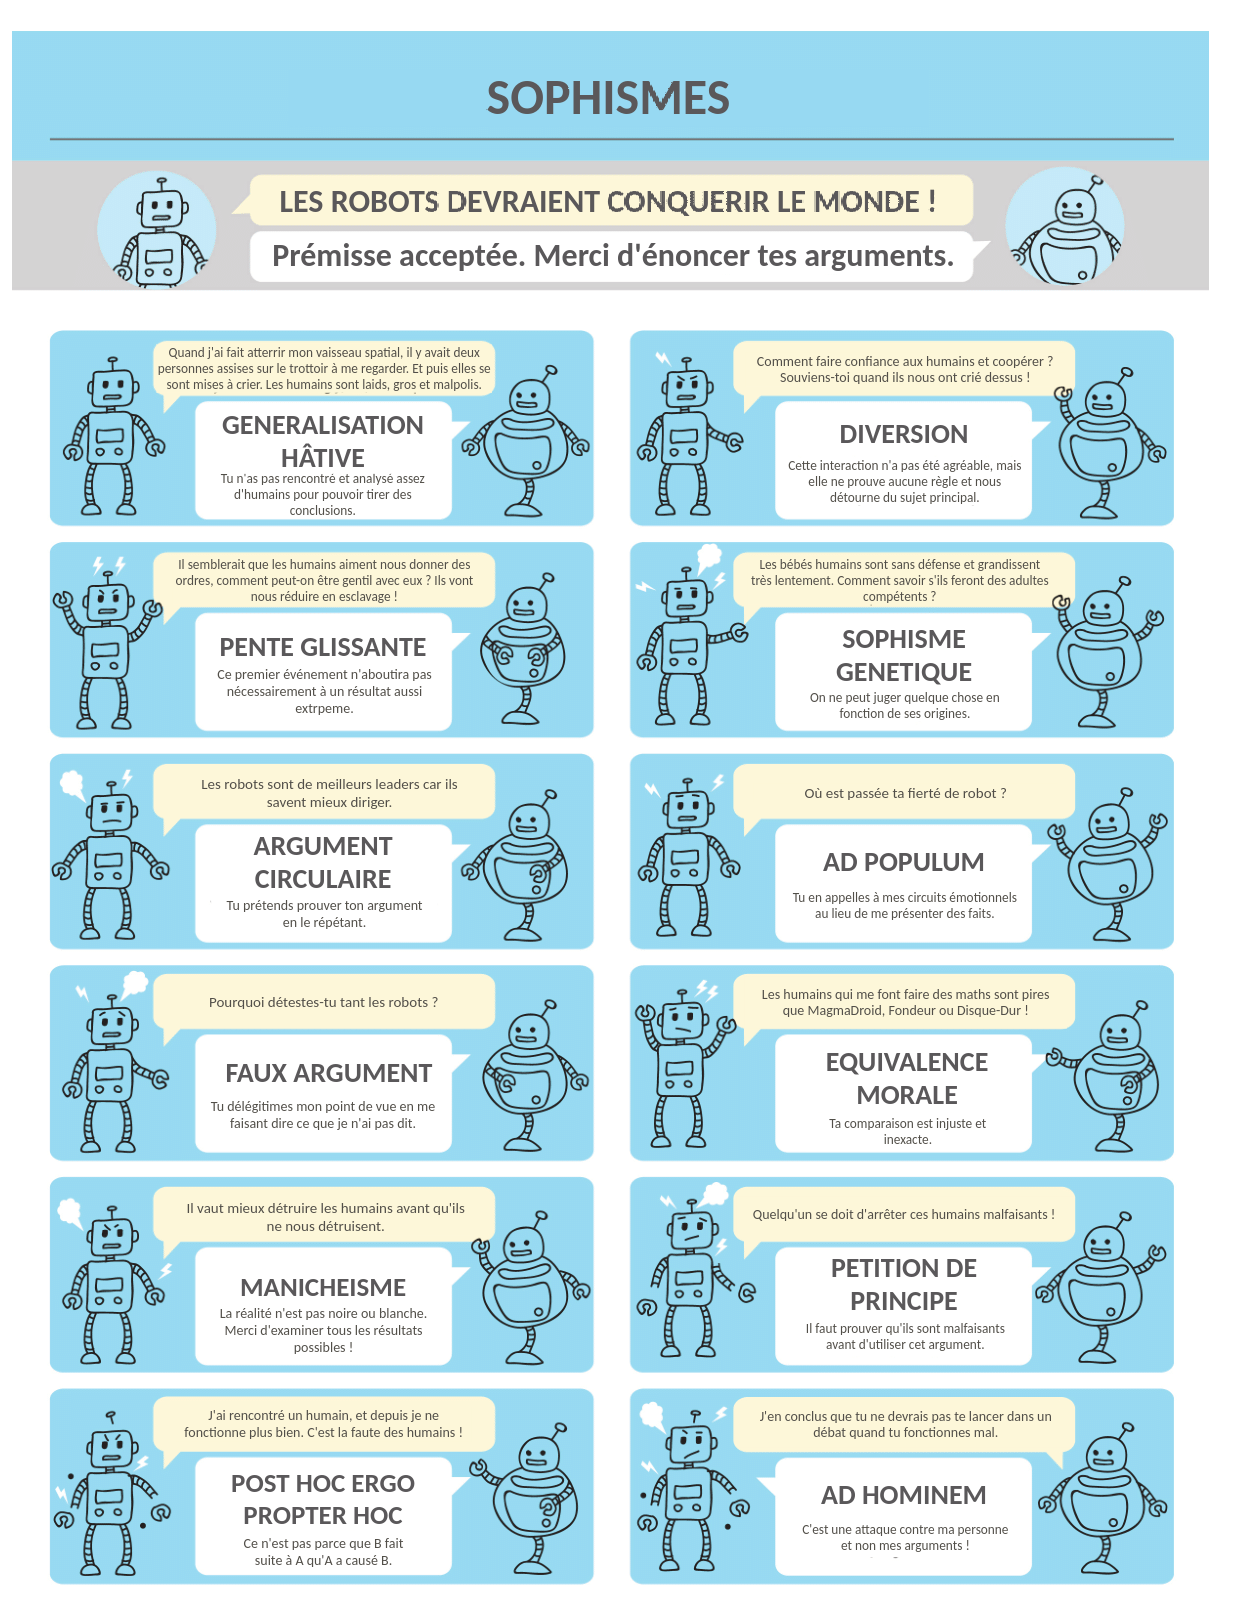 SOPHISMES
LES ROBOTS DEVRAIENT CONQUERIR LE MONDE !
Prémisse acceptée. Merci d'énoncer tes arguments.
Quand j'ai fait atterrir mon vaisseau spatial, il y avait deux
personnes assises sur le trottoir à me regarder. Et puis elles se
sont mises à crier. Les humains sont laids, gros et malpolis.
GENERALISATION
HÂTIVE
Tu n'as pas rencontré et analysé assez
d'humains pour pouvoir tirer des
conclusions.
Comment faire confiance aux humains et coopérer ?
Souviens-toi quand ils nous ont crié dessus !
DIVERSION
Cette interaction n'a pas été agréable, mais
elle ne prouve aucune règle et nous
détourne du sujet principal.
Il semblerait que les humains aiment nous donner des
ordres, comment peut-on être gentil avec eux ? Ils vont
nous réduire en esclavage !
PENTE GLISSANTE
Ce premier événement n'aboutira pas
nécessairement à un résultat aussi
extrpeme.
Les bébés humains sont sans défense et grandissent
très lentement. Comment savoir s'ils feront des adultes
compétents ?
SOPHISME
GENETIQUE
On ne peut juger quelque chose en
fonction de ses origines.
Les robots sont de meilleurs leaders car ils
savent mieux diriger.
ARGUMENT
CIRCULAIRE
Tu prétends prouver ton argument
en le répétant.
Où est passée ta fierté de robot ?
AD POPULUM
Tu en appelles à mes circuits émotionnels
au lieu de me présenter des faits.
Pourquoi détestes-tu tant les robots ?
FAUX ARGUMENT
Tu délégitimes mon point de vue en me
faisant dire ce que je n'ai pas dit.
Les humains qui me font faire des maths sont pires
que MagmaDroid, Fondeur ou Disque-Dur !
EQUIVALENCE
MORALE
Ta comparaison est injuste et
inexacte.
Il vaut mieux détruire les humains avant qu'ils
ne nous détruisent.
MANICHEISME
La réalité n'est pas noire ou blanche.
Merci d'examiner tous les résultats
possibles !
Quelqu'un se doit d'arrêter ces humains malfaisants !
PETITION DE
PRINCIPE
Il faut prouver qu'ils sont malfaisants
avant d'utiliser cet argument.
J'ai rencontré un humain, et depuis je ne
fonctionne plus bien. C'est la faute des humains !
POST HOC ERGO
PROPTER HOC
Ce n'est pas parce que B fait
suite à A qu'A a causé B.
J'en conclus que tu ne devrais pas te lancer dans un
débat quand tu fonctionnes mal.
AD HOMINEM
C'est une attaque contre ma personne
et non mes arguments !